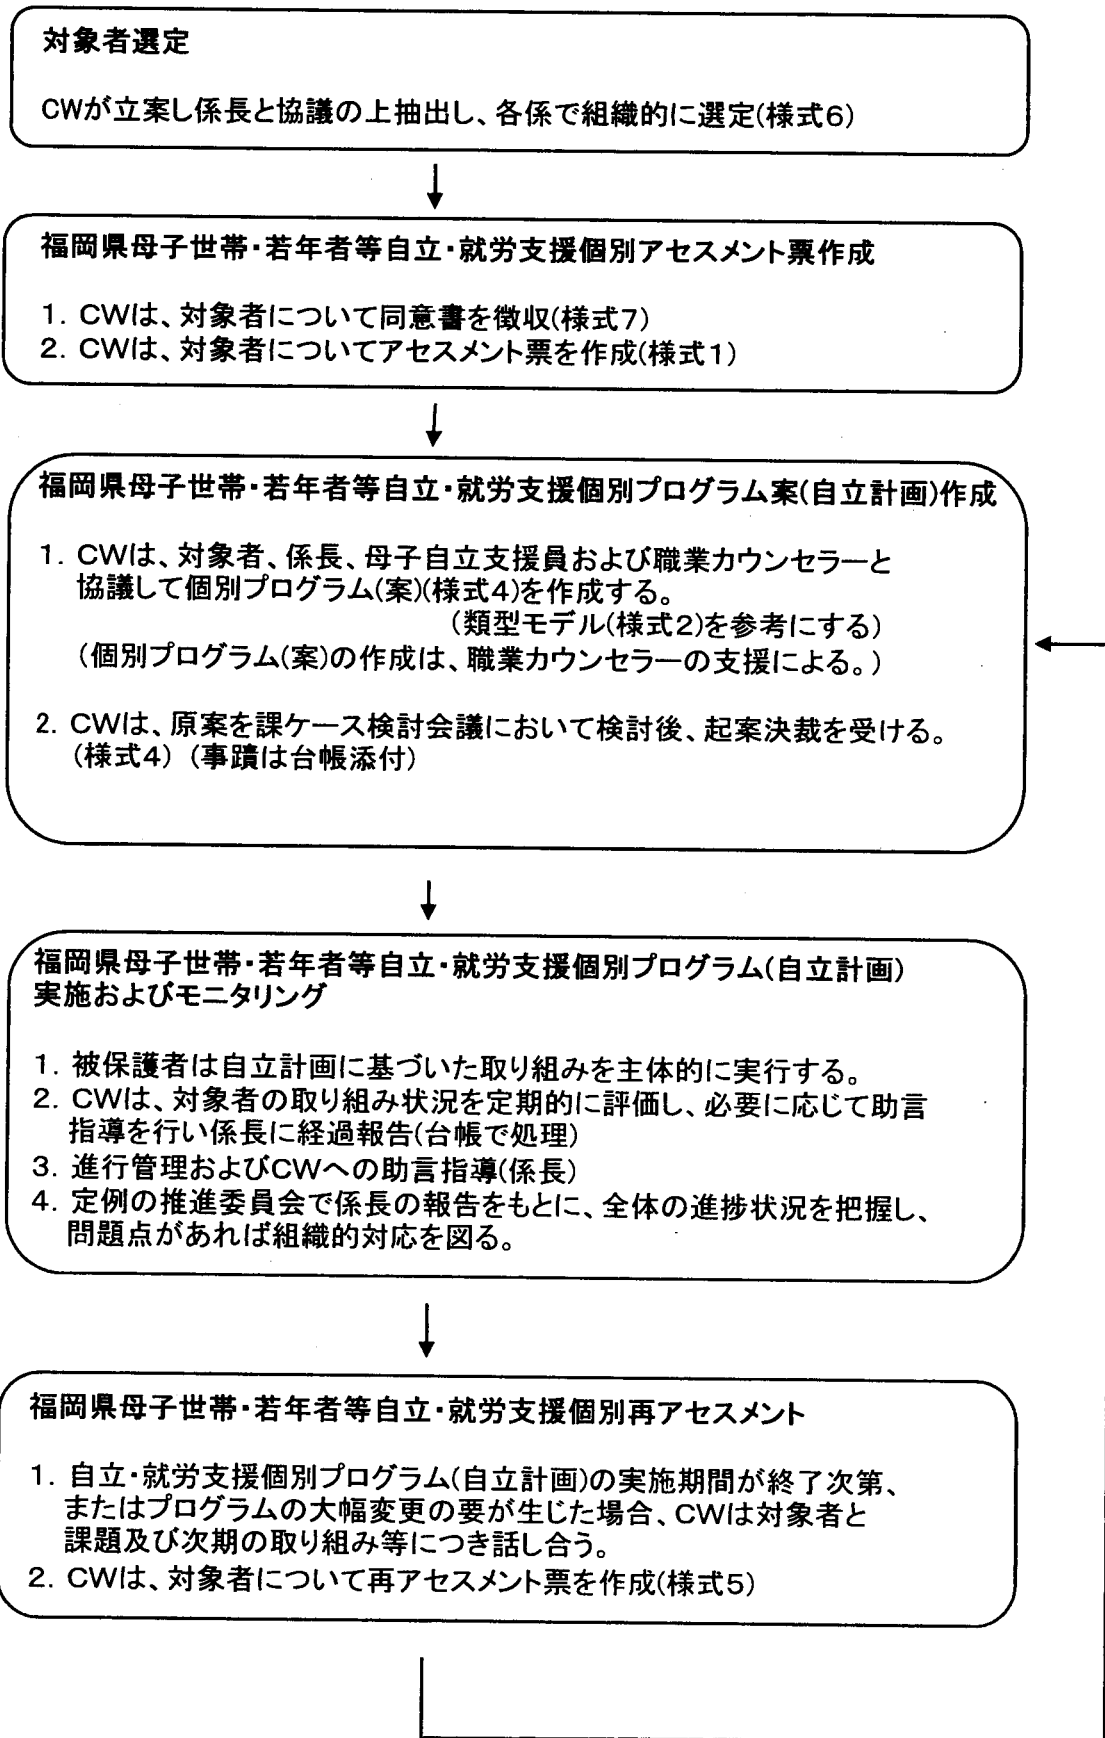 対象者選定
CWが立案し係長と協議の上抽出し、各係で組織的に選定(様式6)
福岡県母子世帯・若年者等自立・就労支援個別アセスメント票作成
1. CWは、対象者について同意書を徴収(様式7)
2. CWは、対象者についてアセスメント票を作成(様式1)
福岡県母子世帯・若年者等自立・就労支援個別プログラム案(自立計画)作成
1. CWは、対象者、係長、母子自立支援員および職業カウンセラーと
協議して個別プログラム(案)(様式4)を作成する。
(類型モデル(様式2)を参考にする)
(個別プログラム(案)の作成は、職業カウンセラーの支援による。)
2. CWは、原案を課ケース検討会議において検討後、起案決裁を受ける。
(様式4) (事蹟は台帳添付)
福岡県母子世帯・若年者等自立・就労支援個別プログラム(自立計画)
実施およびモニタリング
1. 被保護者は自立計画に基づいた取り組みを主体的に実行する。
2. CWは、対象者の取り組み状況を定期的に評価し、必要に応じて助言
指導を行い係長に経過報告(台帳で処理)
3. 進行管理およびCWへの助言指導(係長)
4. 定例の推進委員会で係長の報告をもとに、全体の進捗状況を把握し、
問題点があれば組織的対応を図る。
福岡県母子世帯・若年者等自立・就労支援個別再アセスメント
1. 自立・就労支援個別プログラム(自立計画)の実施期間が終了次第、
またはプログラムの大幅変更の要が生じた場合、CWは対象者と
課題及び次期の取り組み等につき話し合う。
2. CWは、対象者について再アセスメント票を作成(様式5)